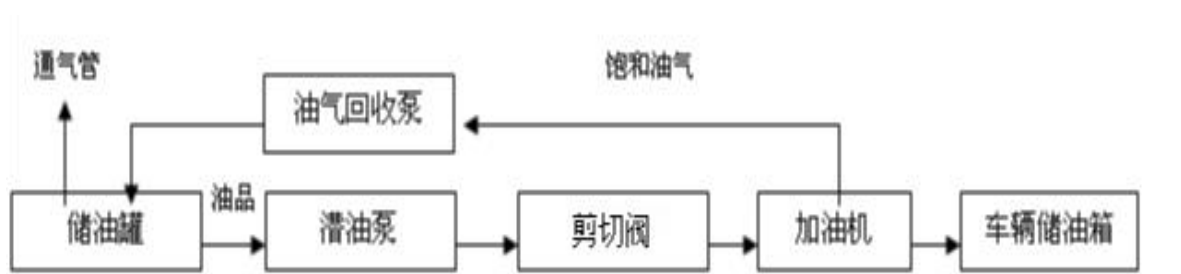 通气管
饱和油气
油气回收泵
油品
储油罐
潜油泵
剪切阀
加油机
车辆储油箱